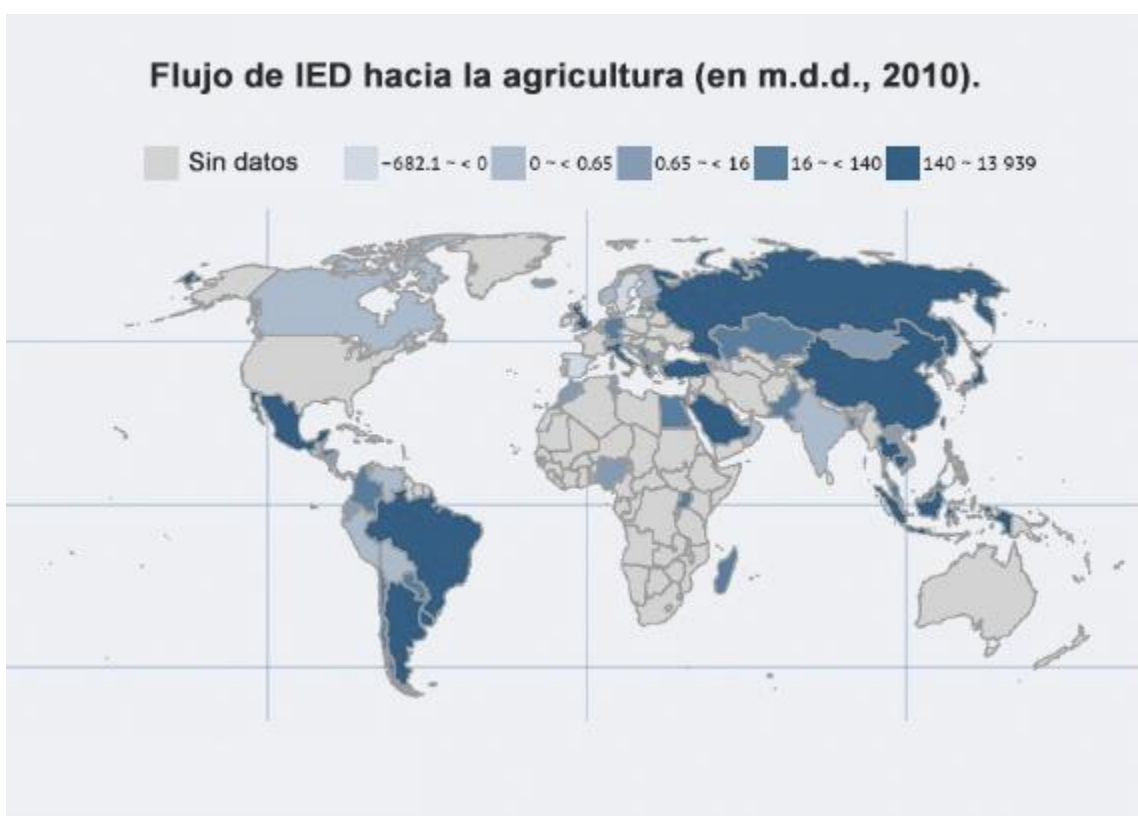 Flujo de IED hacia la agricultura (en m.d.d., 2010).
Sin datos −682.1 ~ < 0 0 ~ < 0.65 0.65 ~ < 16 16 ~ < 140 140 ~ 13 939